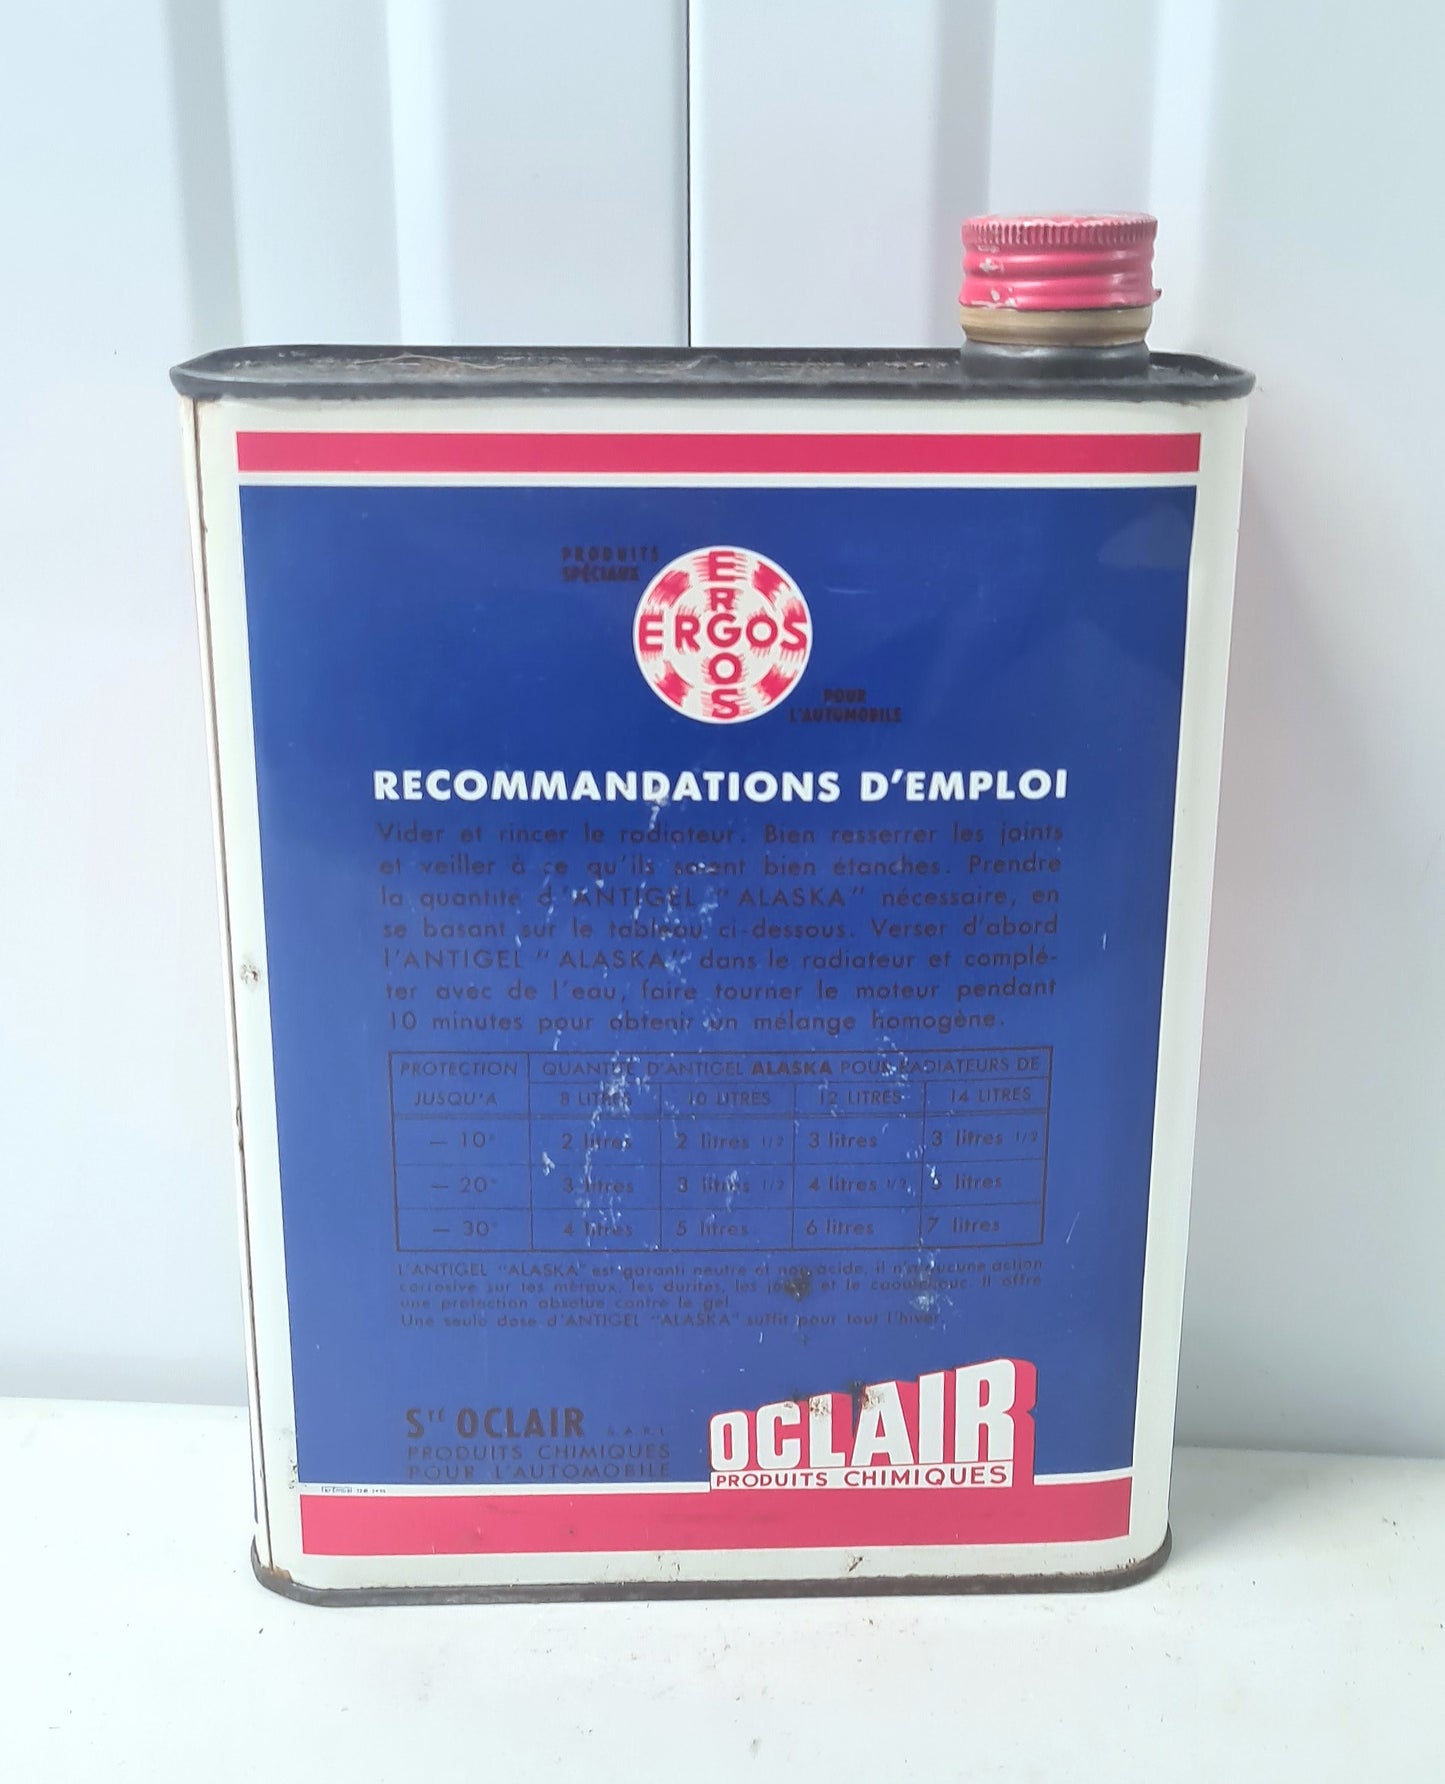 PRODUITS
SPÉCIAUX
ERGOS
ERGOS
POUR
L'AUTOMOBILE
RECOMMANDATIONS D'EMPLOI
Vider et rincer le radiateur. Bien resserrer les joints
et veiller à ce qu'ils soient bien étanches. Prendre
la quantité d'ANTIGEL "ALASKA" nécessaire, en
se basant sur le tableau ci-dessous. Verser d'abord
l'ANTIGEL "ALASKA" dans le radiateur et complé-
ter avec de l'eau, faire tourner le moteur pendant
10 minutes pour obtenir un mélange homogène.
PROTECTION QUANTITÉ D'ANTIGEL ALASKA POUR RADIATEURS DE
JUSQU'A 8 LITRES 10 LITRES 12 LITRES 14 LITRES
— 10° 2 litres 2 litres 1/2 3 litres 3 litres 1/2
— 20° 3 litres 3 litres 1/2 4 litres 1/2 5 litres
— 30° 4 litres 5 litres 6 litres 7 litres
L'ANTIGEL "ALASKA" est garanti neutre et non acide, il n'a aucune action
corrosive sur les métaux, les durites, les joints et le caoutchouc. Il offre
une protection absolue contre le gel.
Une seule dose d'ANTIGEL "ALASKA" suffit pour tout l'hiver.
Sté OCLAIR S.A.R.L.
PRODUITS CHIMIQUES
POUR L'AUTOMOBILE
OCLAIR
PRODUITS CHIMIQUES